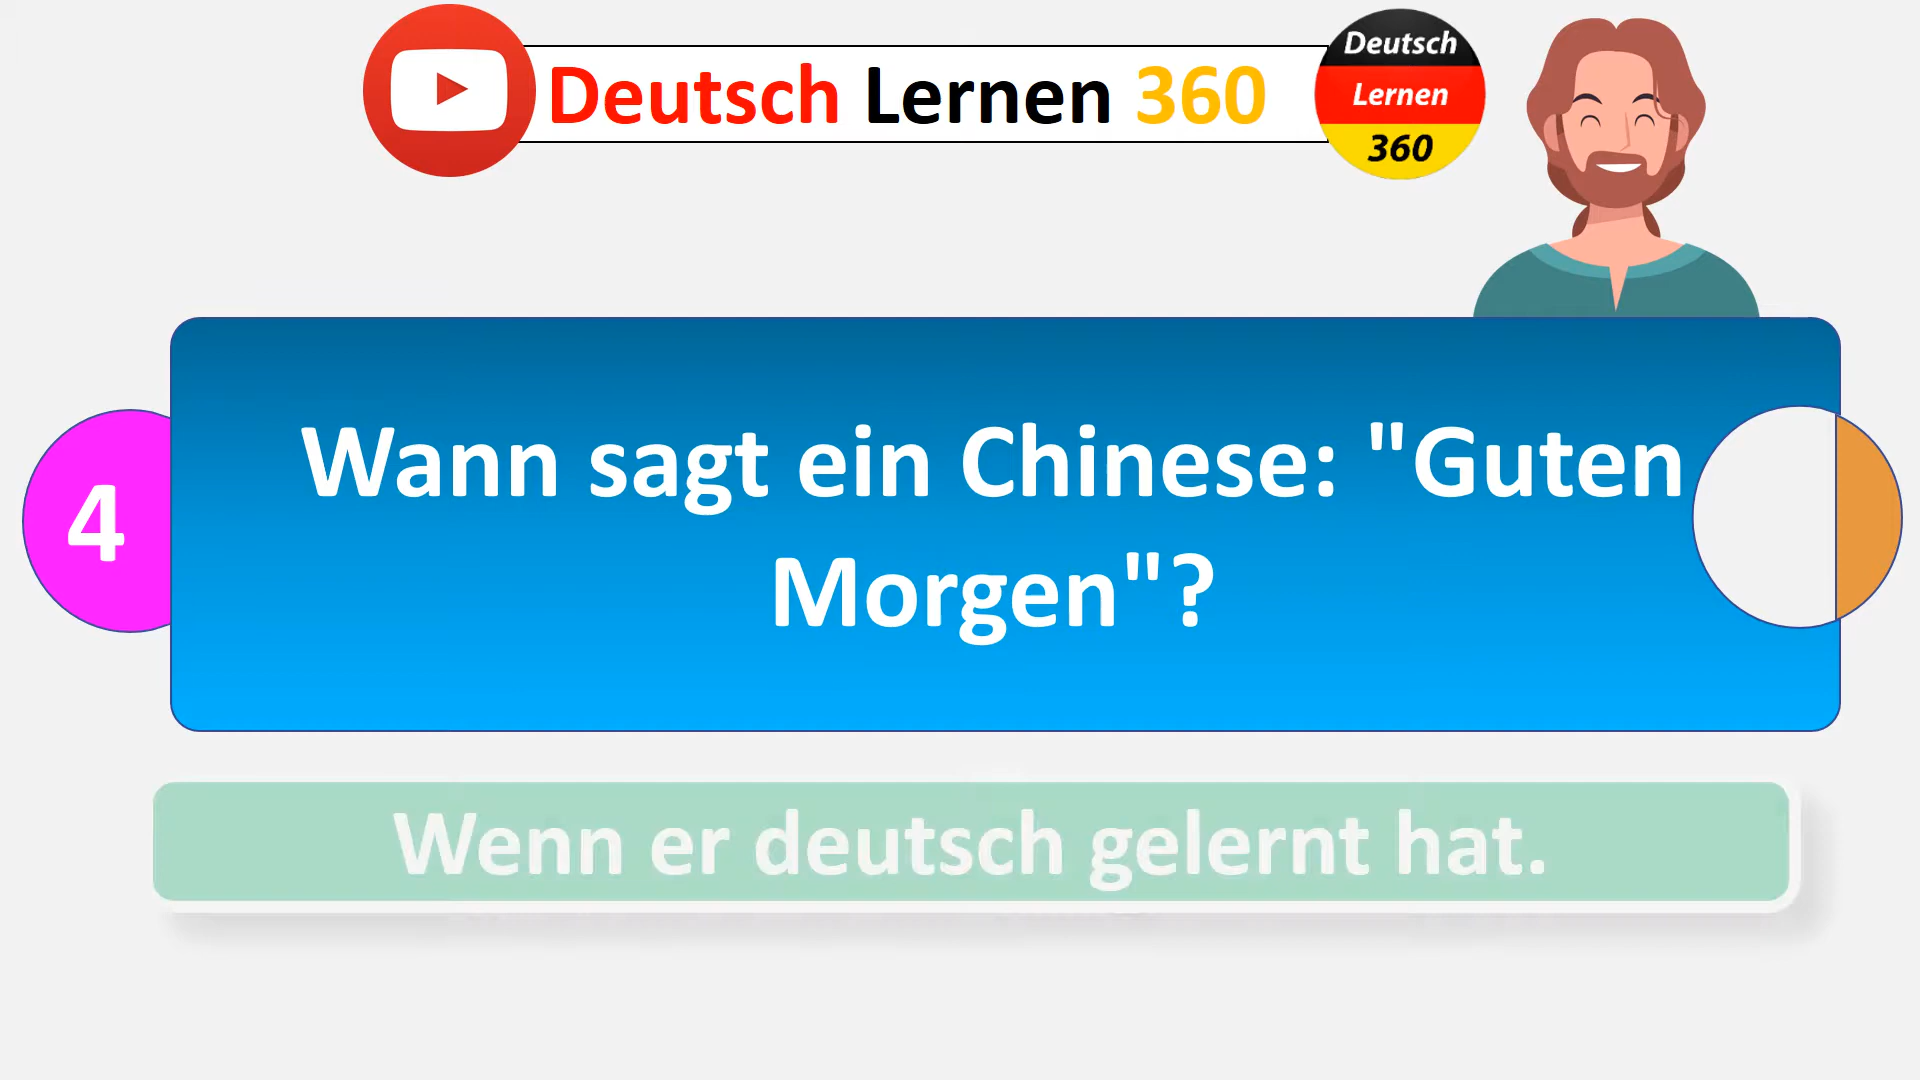 Deutsch Lernen 360
Deutsch
Lernen
360
4
Wann sagt ein Chinese: "Guten
Morgen"?
Wenn er deutsch gelernt hat.